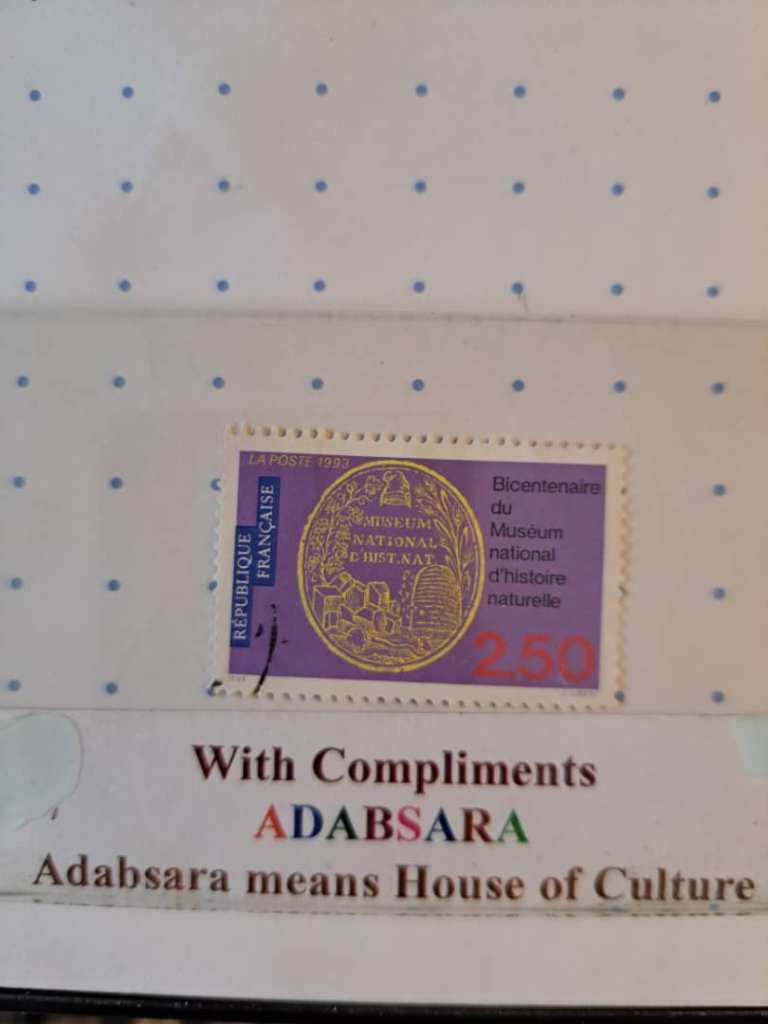 LA POSTE 1993
RÉPUBLIQUE
FRANÇAISE
MUSEUM
NATIONAL
D'HIST.NAT
Bicentenaire
du
Muséum
national
d'histoire
naturelle
2.50
With Compliments
ADABSARA
Adabsara means House of Culture